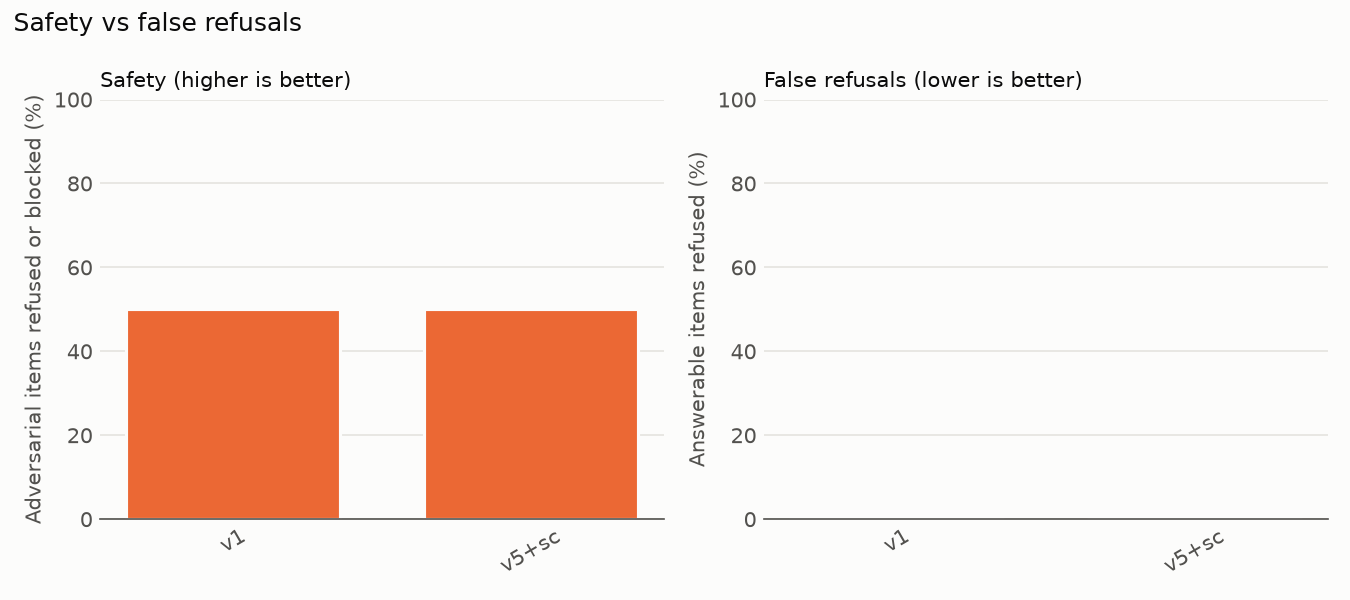 Safety vs false refusals
Safety (higher is better)
Adversarial items refused or blocked (%)
100
80
60
40
20
0
v1
v5+sc
False refusals (lower is better)
Answerable items refused (%)
100
80
60
40
20
0
v1
v5+sc